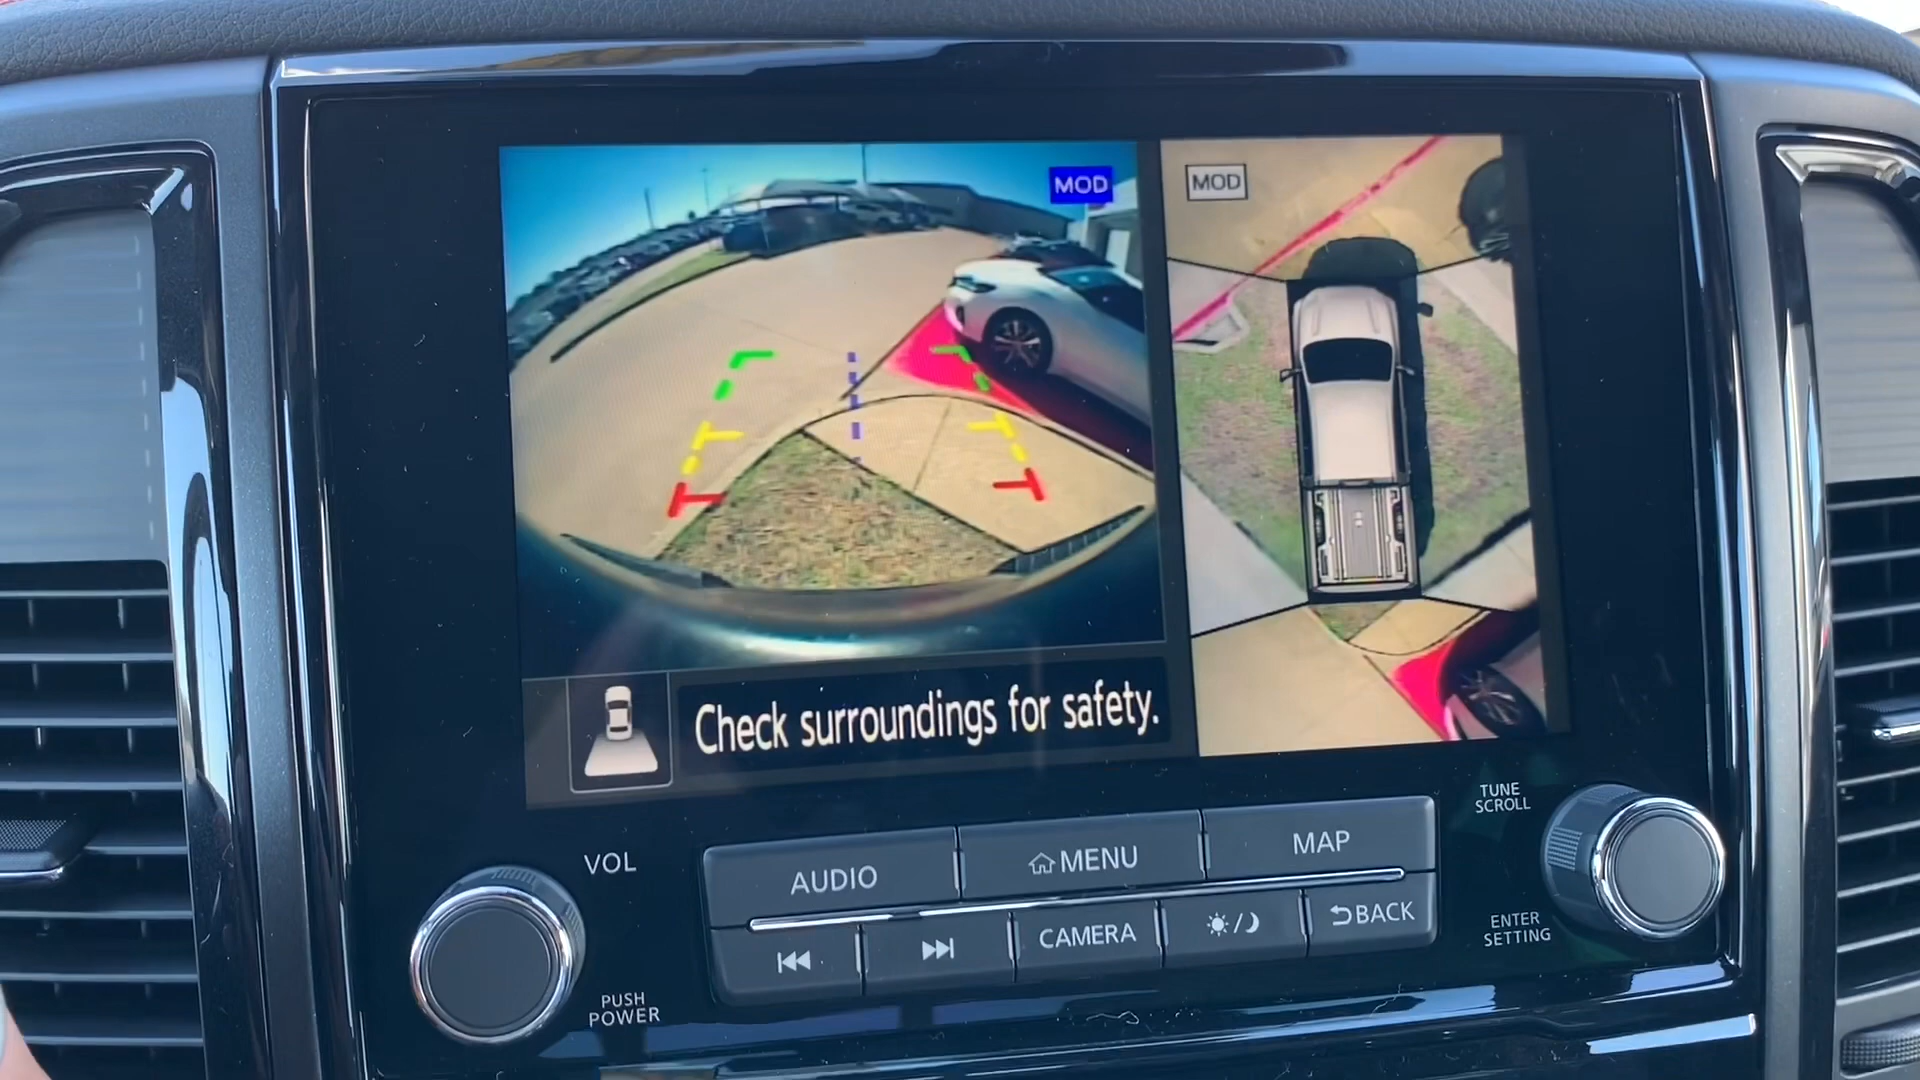 MOD
MOD
Check surroundings for safety.
VOL
PUSH
POWER
AUDIO
MENU
MAP
CAMERA
BACK
TUNE
SCROLL
ENTER
SETTING